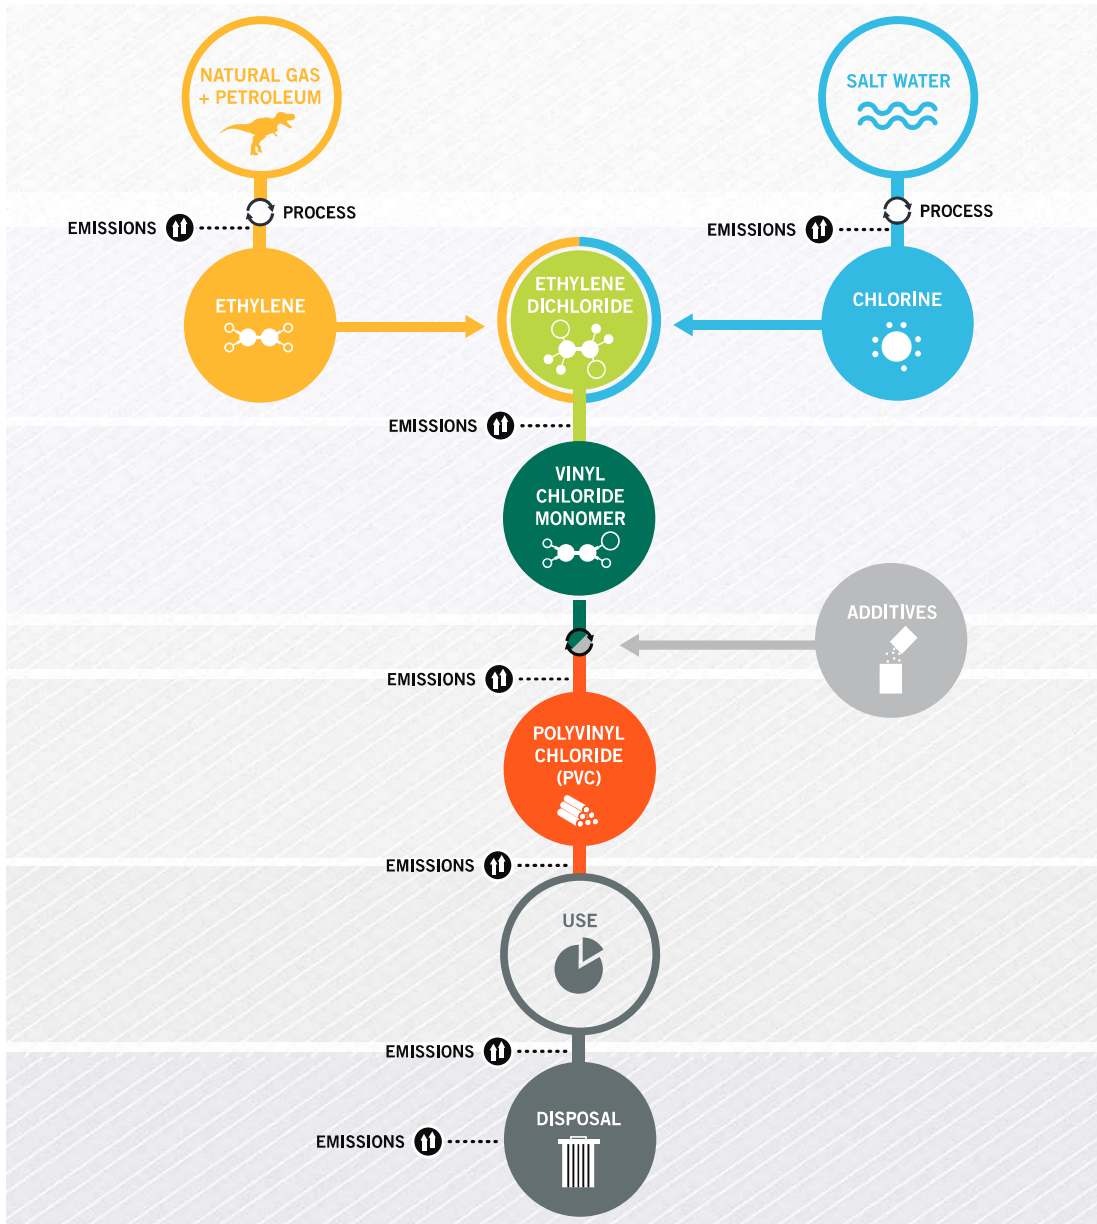 NATURAL GAS
+ PETROLEUM
SALT WATER
PROCESS
EMISSIONS
PROCESS
EMISSIONS
ETHYLENE
ETHYLENE
DICHLORIDE
CHLORINE
EMISSIONS
VINYL
CHLORIDE
MONOMER
ADDITIVES
EMISSIONS
POLYVINYL
CHLORIDE
(PVC)
EMISSIONS
USE
EMISSIONS
DISPOSAL
EMISSIONS